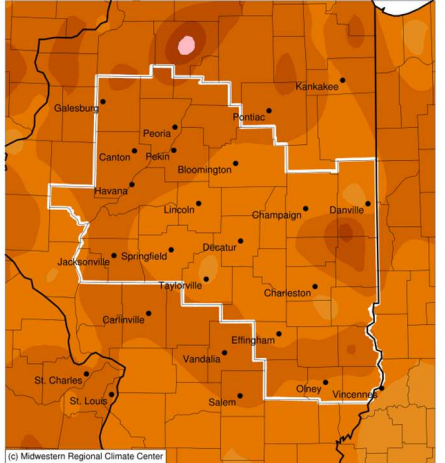 Kankakee
Galesburg
Pontiac
Peoria
Canton
Pekin
Bloomington
Havana
Lincoln
Champaign
Danville
Decatur
Jacksonville
Springfield
Taylorville
Charleston
Carlinville
Effingham
Vandalia
St. Charles
Olney
Vincennes
St. Louis
Salem
(c) Midwestern Regional Climate Center